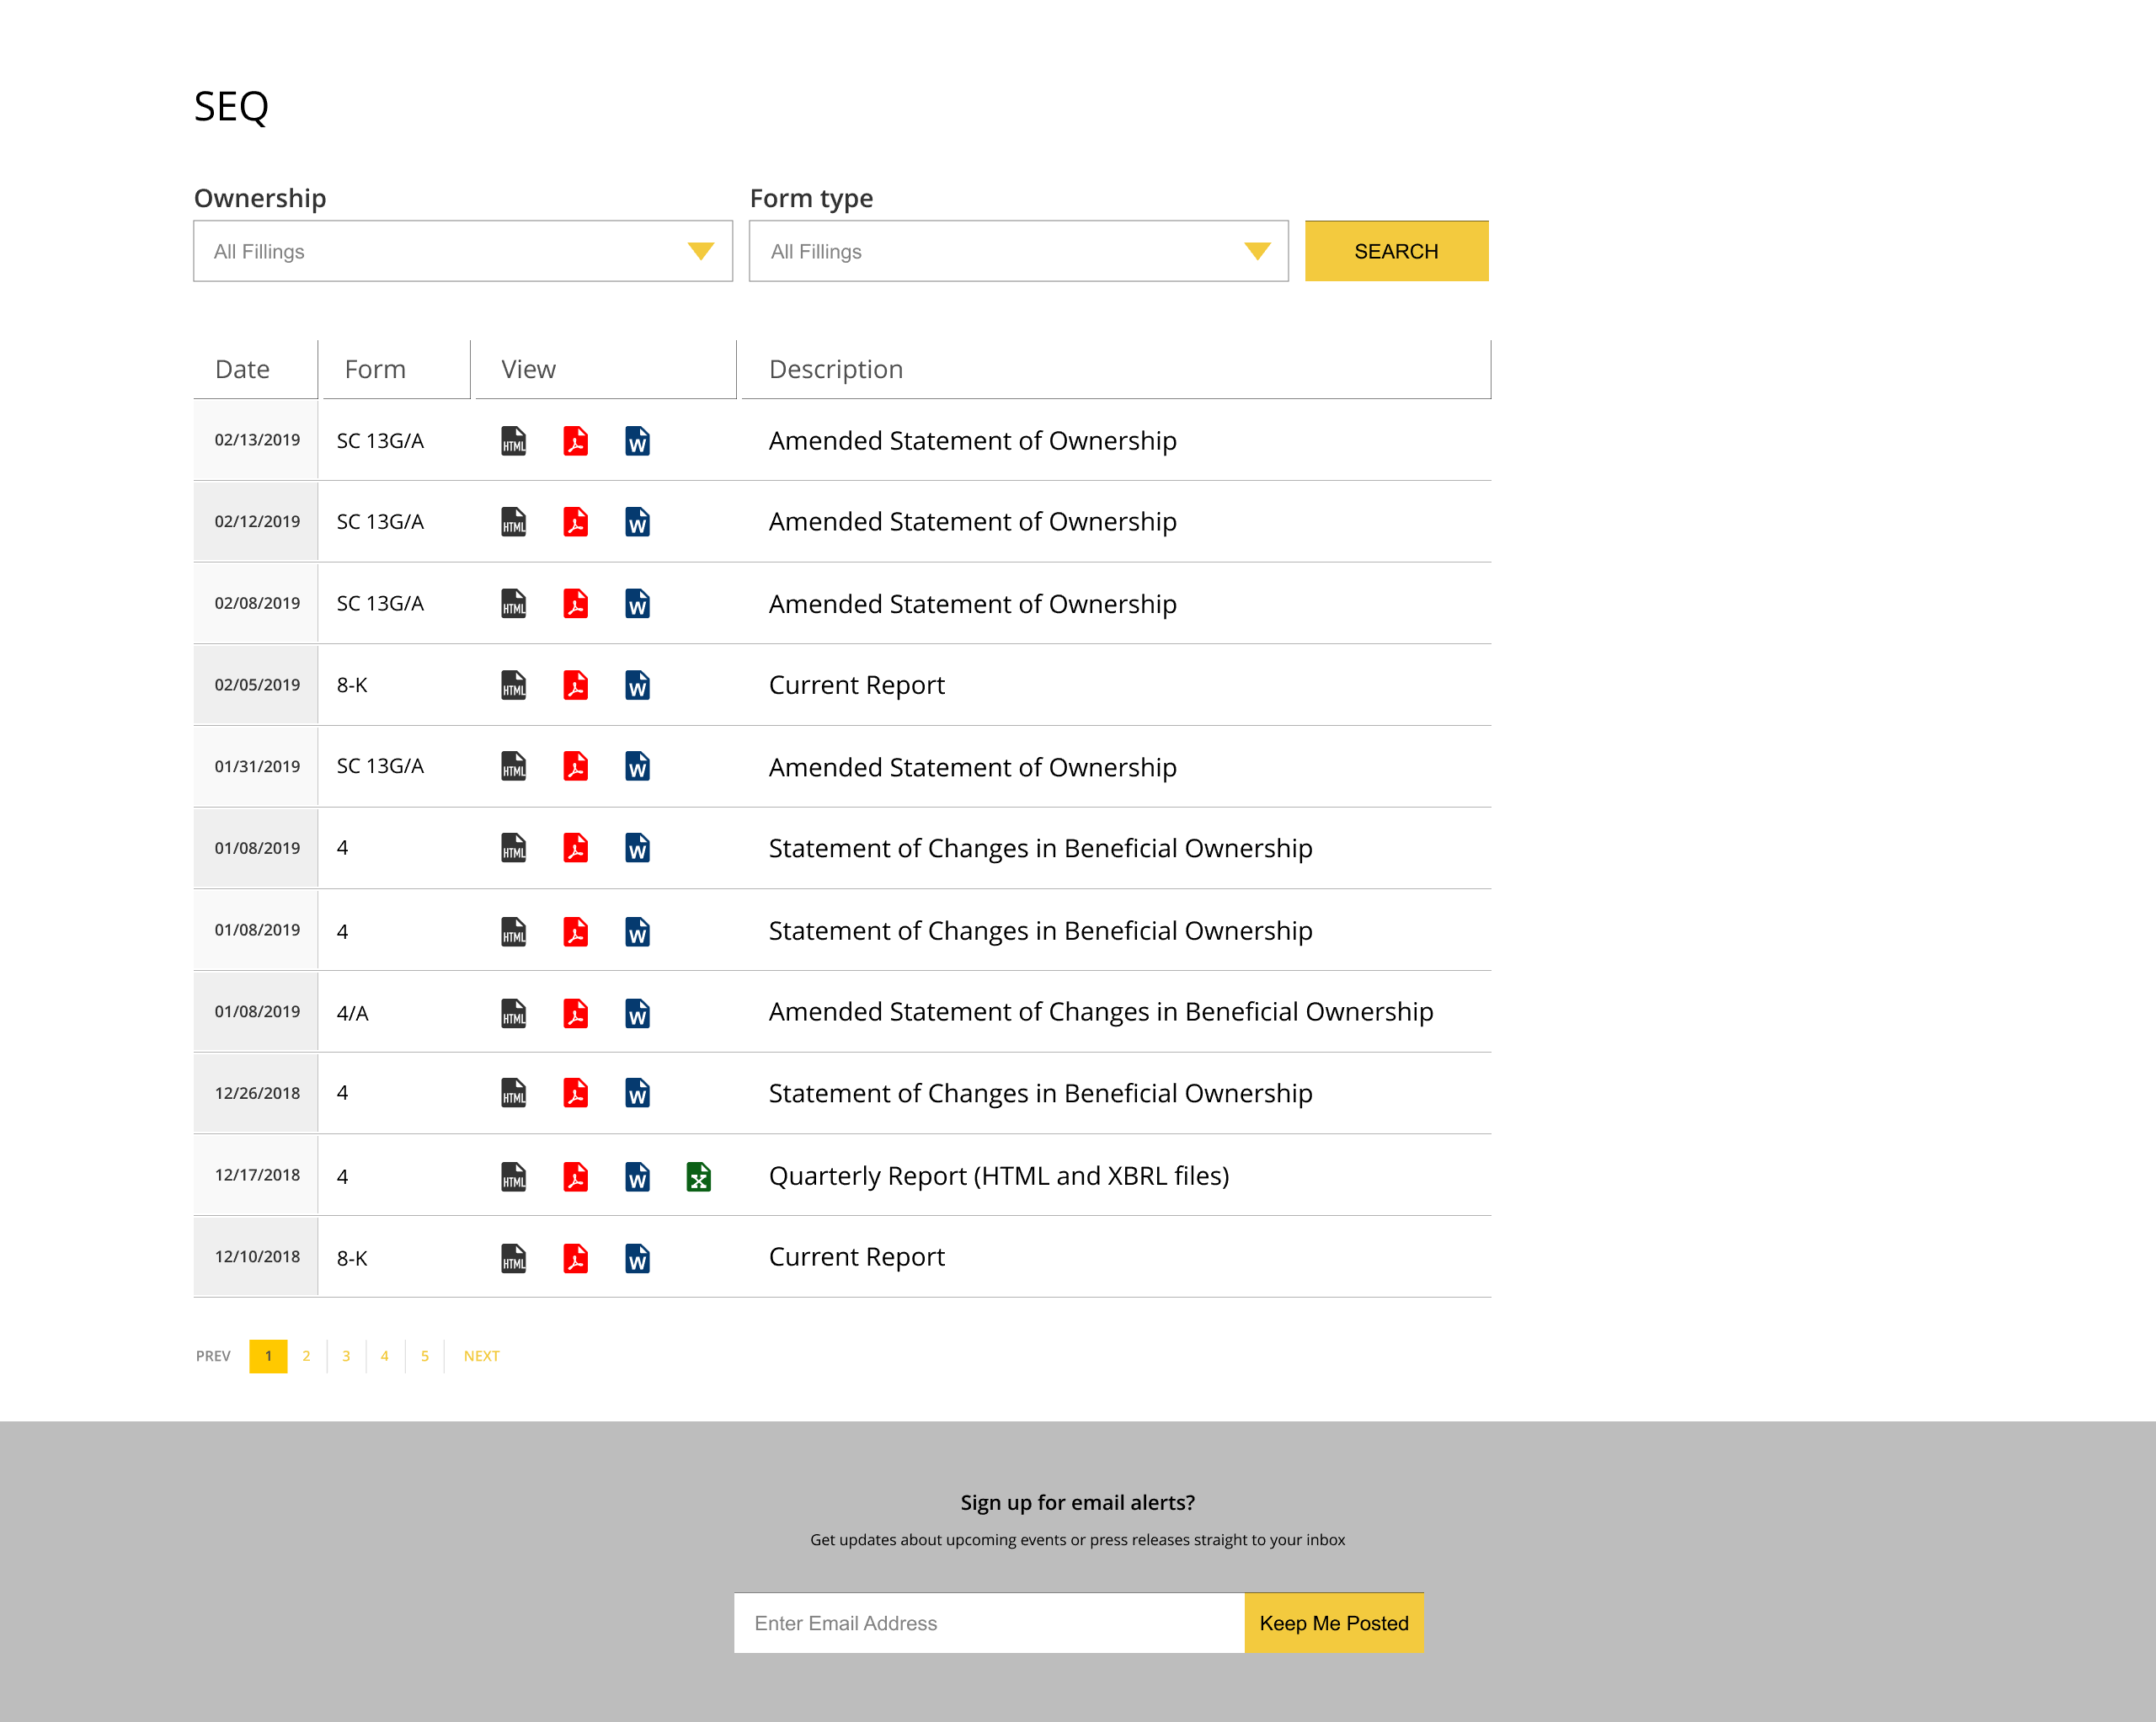 SEQ
Ownership Form type
All Fillings All Fillings SEARCH
Date Form View Description
02/13/2019 SC 13G/A HTML W Amended Statement of Ownership
02/12/2019 SC 13G/A HTML W Amended Statement of Ownership
02/08/2019 SC 13G/A HTML W Amended Statement of Ownership
02/05/2019 8-K HTML W Current Report
01/31/2019 SC 13G/A HTML W Amended Statement of Ownership
01/08/2019 4 HTML W Statement of Changes in Beneficial Ownership
01/08/2019 4 HTML W Statement of Changes in Beneficial Ownership
01/08/2019 4/A HTML W Amended Statement of Changes in Beneficial Ownership
12/26/2018 4 HTML W Statement of Changes in Beneficial Ownership
12/17/2018 4 HTML W X Quarterly Report (HTML and XBRL files)
12/10/2018 8-K HTML W Current Report
PREV 1 2 3 4 5 NEXT
Sign up for email alerts?
Get updates about upcoming events or press releases straight to your inbox
Enter Email Address Keep Me Posted